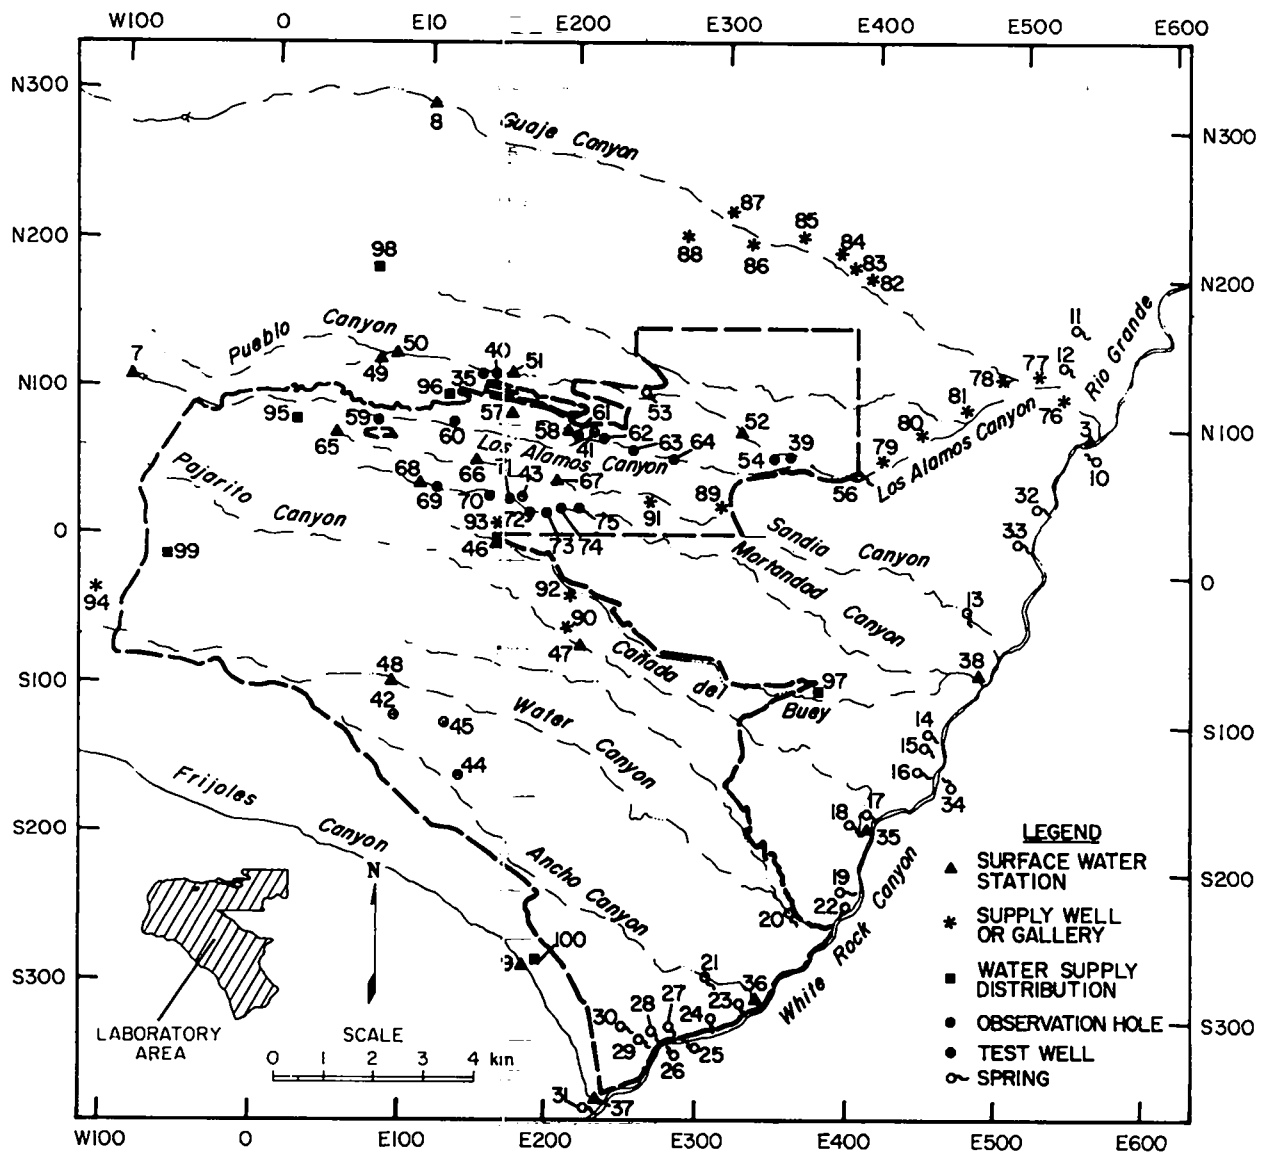 W100 0 E10 E200 E300 E400 E500 E600
N300
8
Guaje Canyon
N300
87
85
88
86
84
83
82
N200
98
N200
11
12
Rio Grande
Pueblo Canyon
7
50
49
40
51
35
96
N100
95
59
60
57
58
61
41
62
53
52
63
64
54
39
56
78
77
81
80
79
76
Los Alamos Canyon
3
10
N100
65
66
Los Alamos Canyon
68
69
70
43
67
72
73
74
75
91
89
93
46
Pajarito Canyon
32
33
0
99
94
92
90
47
Sandia Canyon
Mortandad Canyon
13
0
Cañada del Buey
97
38
S100
48
42
45
44
Water Canyon
14
15
16
34
S100
Frijoles Canyon
18
17
35
S200
Ancho Canyon
19
22
20
White Rock Canyon
S200
N
100
9
21
36
23
S300
30
28
27
24
29
26
25
31
37
S300
LABORATORY
AREA
SCALE
0 1 2 3 4 km
LEGEND
SURFACE WATER
STATION
SUPPLY WELL
OR GALLERY
WATER SUPPLY
DISTRIBUTION
OBSERVATION HOLE
TEST WELL
SPRING
W100 0 E100 E200 E300 E400 E500 E600